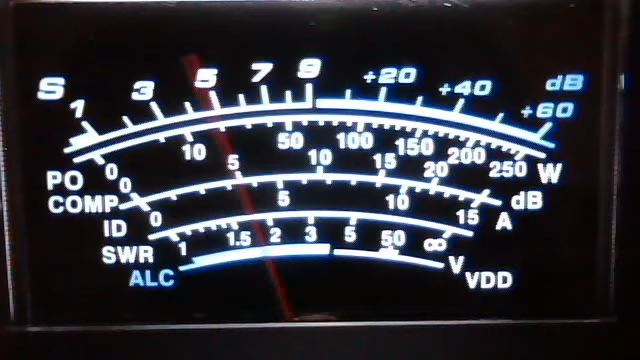 S 1 3 5 7 9 +20 +40 +60 dB
PO 0 10 50 100 150 200 250 W
COMP 0 5 10 15 20 dB
ID 0 5 10 15 A
SWR 1 1.5 2 3 5 50 ∞
ALC V VDD